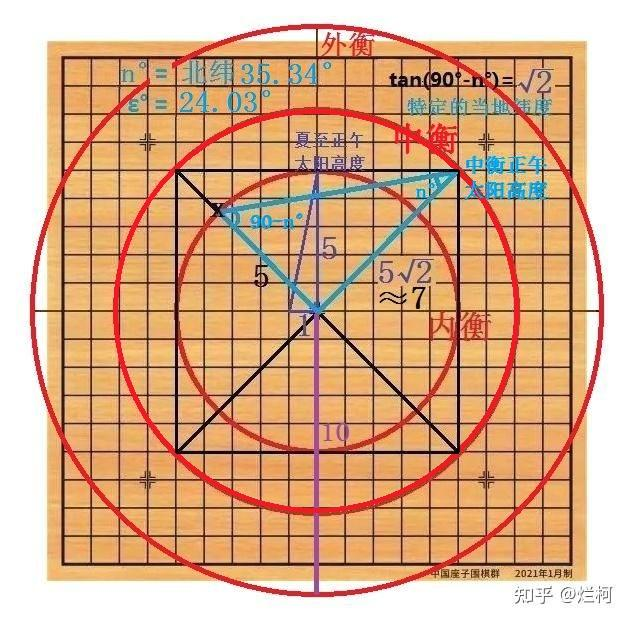 外衡
n° = 北纬35.34°
ε° = 24.03°
tan(90°-n°)=√2
特定的当地纬度
中衡
夏至正午
太阳高度
中衡正午
太阳高度
n°
x
90-n°
5
5
5√2
≈7
1
内衡
10
中国座子围棋群 2021年1月制
知乎 @烂柯